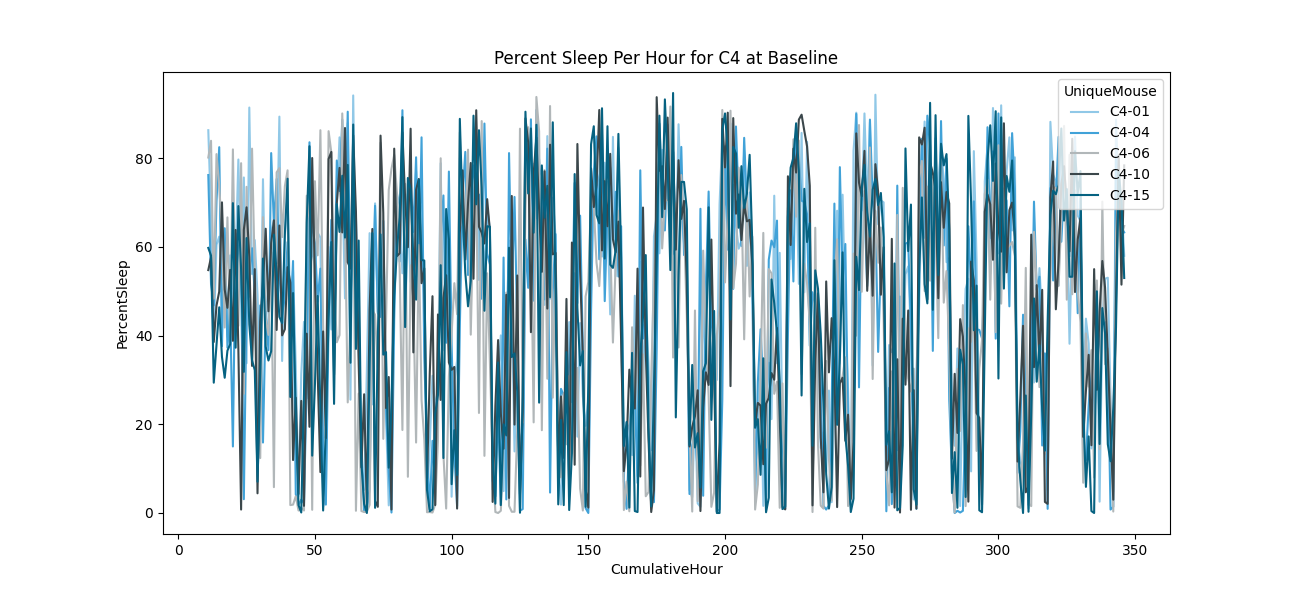 Percent Sleep Per Hour for C4 at Baseline
UniqueMouse
C4-01
C4-04
C4-06
C4-10
C4-15
PercentSleep
80
60
40
20
0
0 50 100 150 200 250 300 350
CumulativeHour